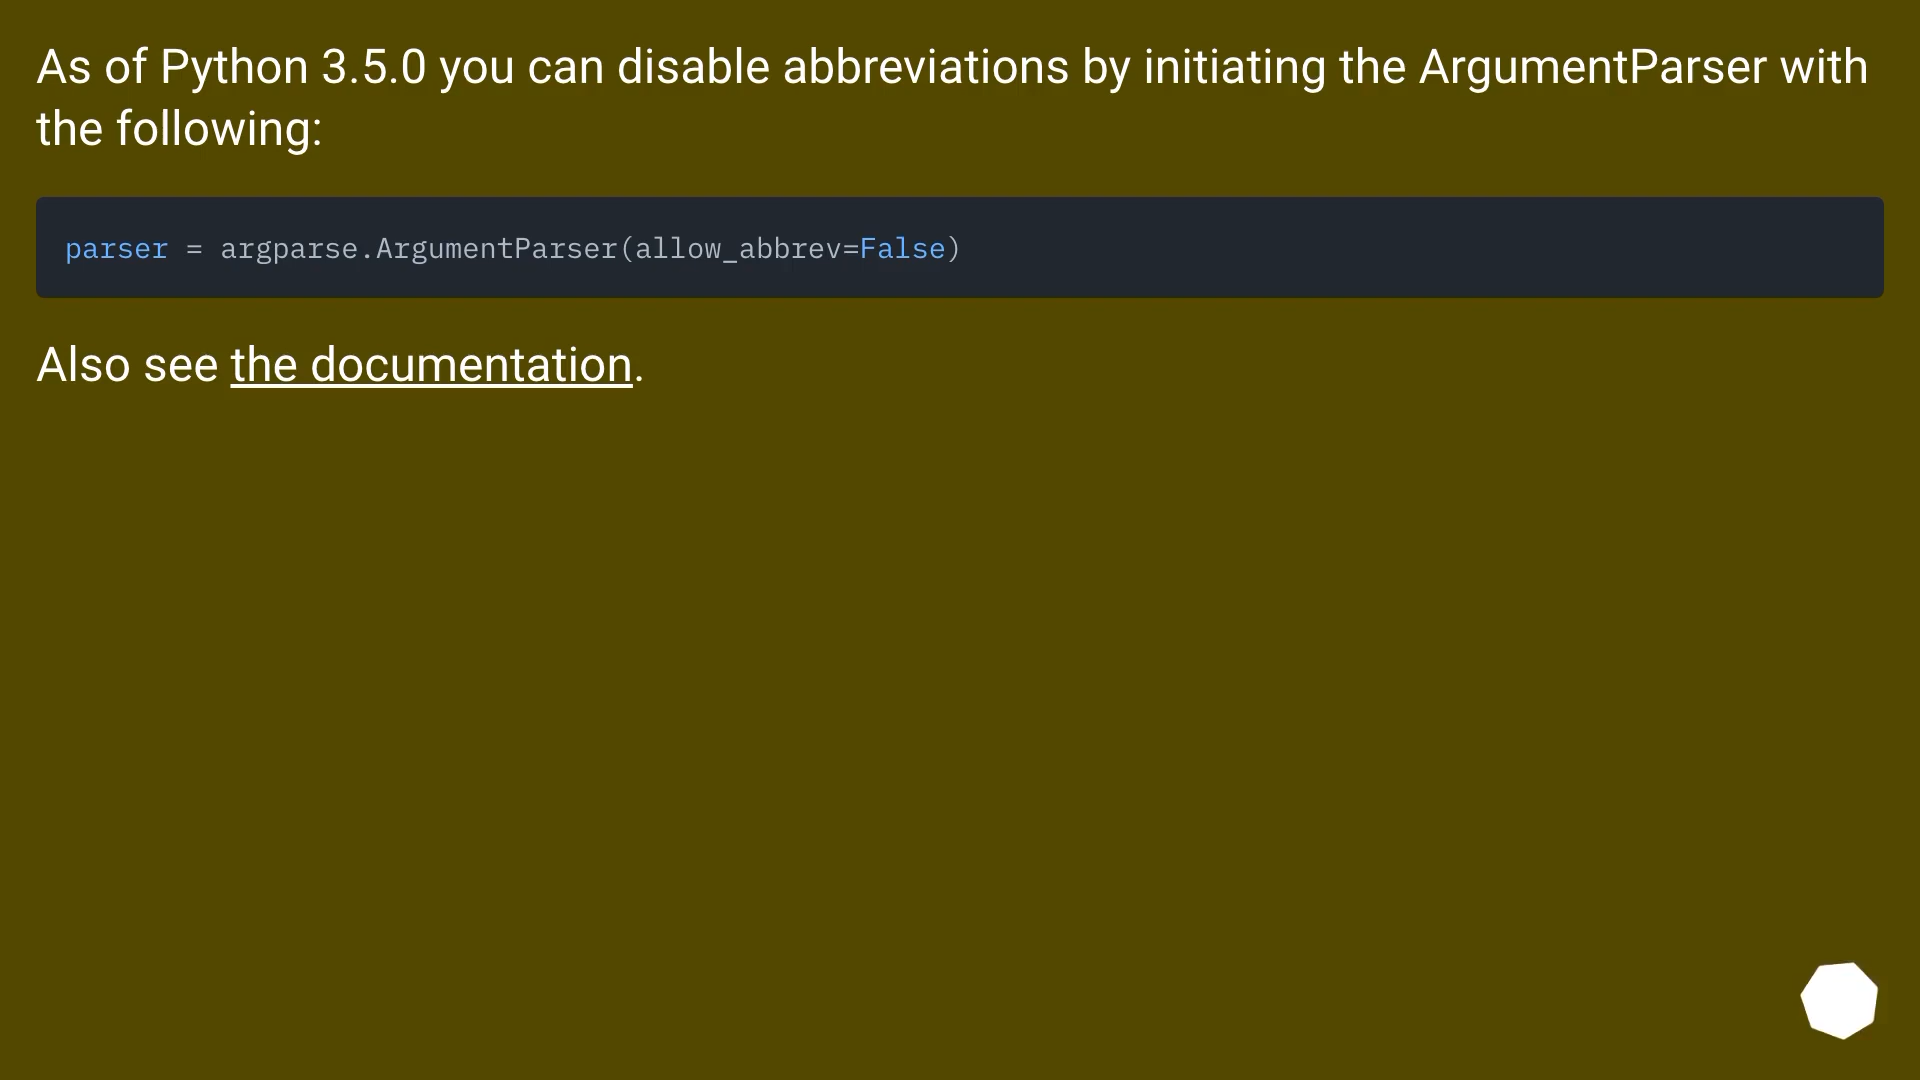 As of Python 3.5.0 you can disable abbreviations by initiating the ArgumentParser with
the following:
parser = argparse.ArgumentParser(allow_abbrev=False)
Also see the documentation.